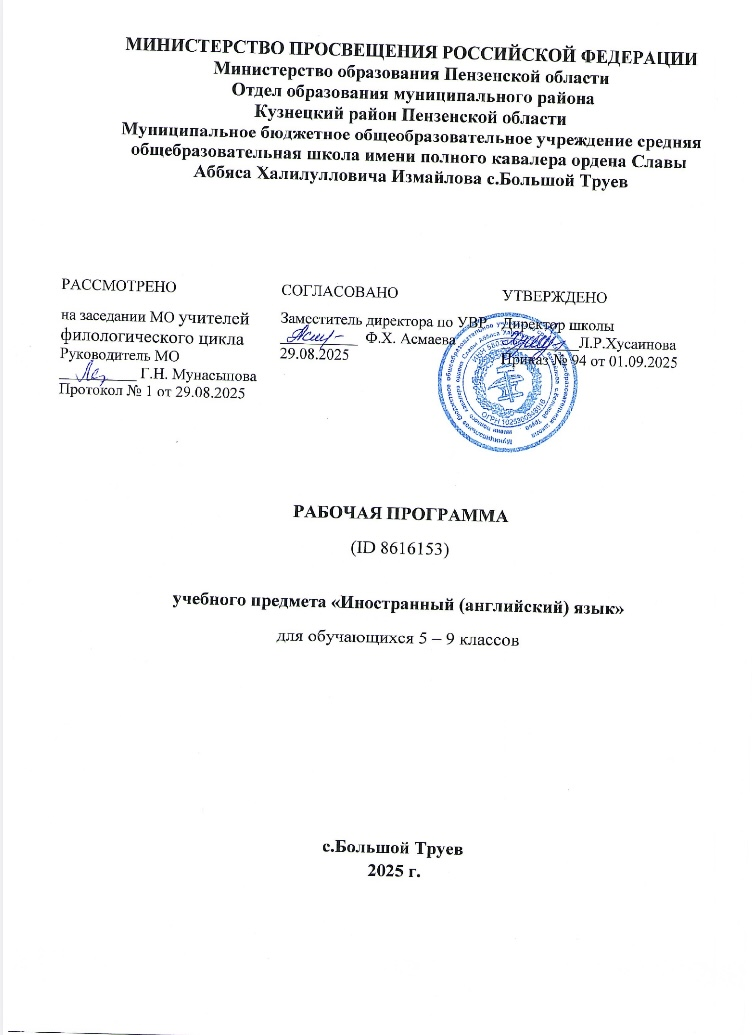 МИНИСТЕРСТВО ПРОСВЕЩЕНИЯ РОССИЙСКОЙ ФЕДЕРАЦИИ
Министерство образования Пензенской области
Отдел образования муниципального района
Кузнецкий район Пензенской области
Муниципальное бюджетное общеобразовательное учреждение средняя
общебразовательная школа имени полного кавалера ордена Славы
Аббяса Халилулловича Измайлова с.Большой Труев
РАССМОТРЕНО
на заседании МО учителей
филологического цикла
Руководитель МО
Г.Н. Мунасыпова
Протокол № 1 от 29.08.2025
СОГЛАСОВАНО
Заместитель директора по УВР
Ф.Х. Асмаева
29.08.2025
УТВЕРЖДЕНО
Директор школы
Л.Р.Хусаинова
Приказ № 94 от 01.09.2025
РАБОЧАЯ ПРОГРАММА
(ID 8616153)
учебного предмета «Иностранный (английский) язык»
для обучающихся 5 – 9 классов
с.Большой Труев
2025 г.